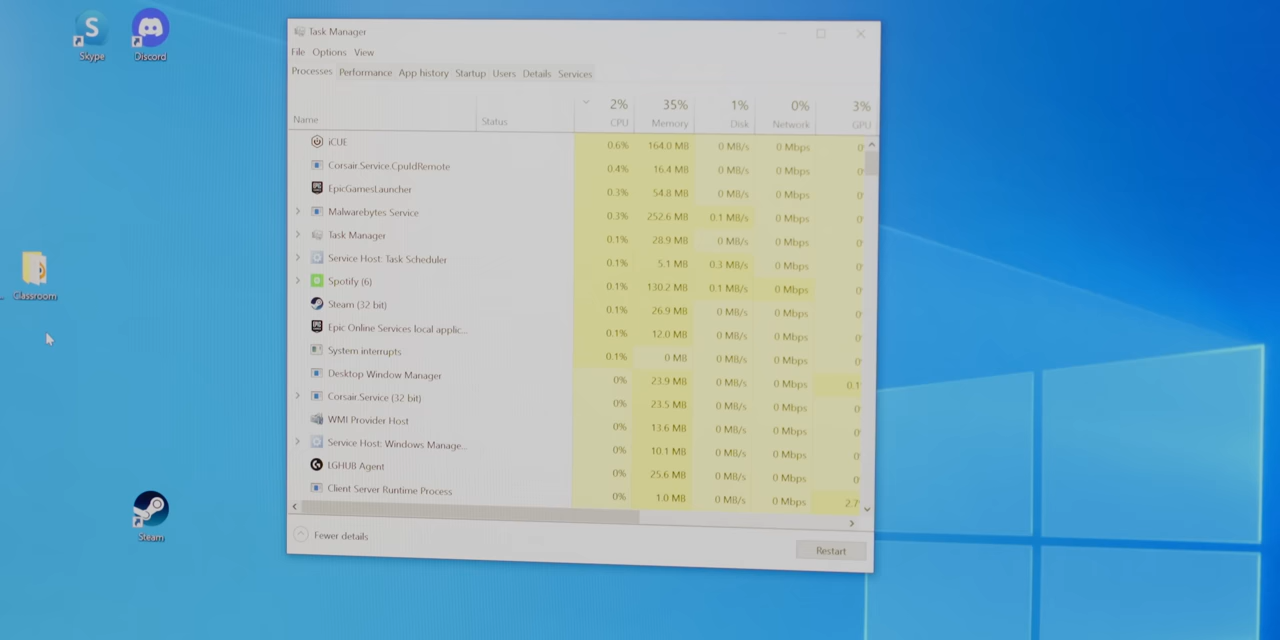 Skype
Discord
Classroom
Steam
Task Manager
File Options View
Processes Performance App history Startup Users Details Services
2% 35% 1% 0% 3%
Name Status CPU Memory Disk Network GPU
iCUE 0.6% 164.0 MB 0 MB/s 0 Mbps 0
Corsair.Service.CpuIdRemote 0.4% 16.4 MB 0 MB/s 0 Mbps 0
EpicGamesLauncher 0.3% 54.8 MB 0 MB/s 0 Mbps 0
Malwarebytes Service 0.3% 252.6 MB 0.1 MB/s 0 Mbps 0
Task Manager 0.1% 28.9 MB 0 MB/s 0 Mbps 0
Service Host: Task Scheduler 0.1% 5.1 MB 0.3 MB/s 0 Mbps 0
Spotify (6) 0.1% 130.2 MB 0.1 MB/s 0 Mbps 0
Steam (32 bit) 0.1% 26.9 MB 0 MB/s 0 Mbps 0
Epic Online Services local applic... 0.1% 12.0 MB 0 MB/s 0 Mbps 0
System interrupts 0.1% 0 MB 0 MB/s 0 Mbps 0
Desktop Window Manager 0% 23.9 MB 0 MB/s 0 Mbps 0.1
Corsair.Service (32 bit) 0% 23.5 MB 0 MB/s 0 Mbps 0
WMI Provider Host 0% 13.6 MB 0 MB/s 0 Mbps 0
Service Host: Windows Manage... 0% 10.1 MB 0 MB/s 0 Mbps 0
LGHUB Agent 0% 25.6 MB 0 MB/s 0 Mbps 0
Client Server Runtime Process 0% 1.0 MB 0 MB/s 0 Mbps 2.7
Fewer details
Restart